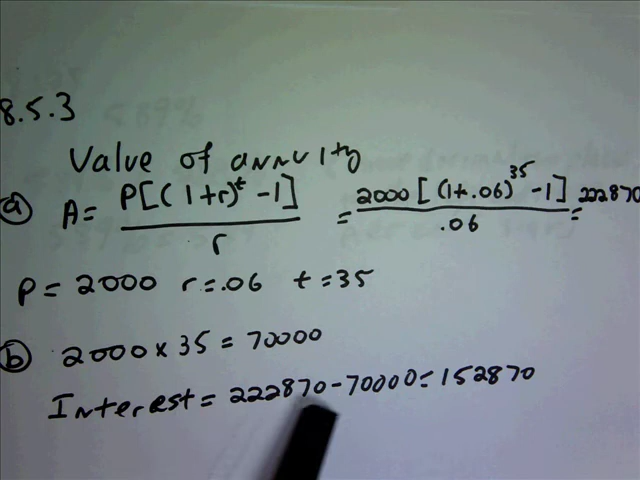 8.5.3
Value of annuity
(a) A = P[(1+r)^t - 1] / r = 2000[(1+.06)^35 - 1] / .06 = 222870
P = 2000 r = .06 t = 35
(b) 2000 x 35 = 70000
Interest = 222870 - 70000 = 152870